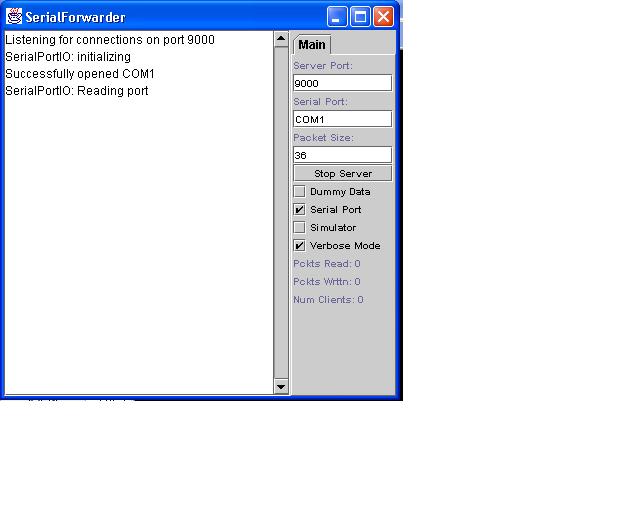 SerialForwarder
Listening for connections on port 9000
SerialPortIO: initializing
Successfully opened COM1
SerialPortIO: Reading port
Main
Server Port:
9000
Serial Port:
COM1
Packet Size:
36
Stop Server
Dummy Data
Serial Port
Simulator
Verbose Mode
Pckts Read: 0
Pckts Wrttn: 0
Num Clients: 0